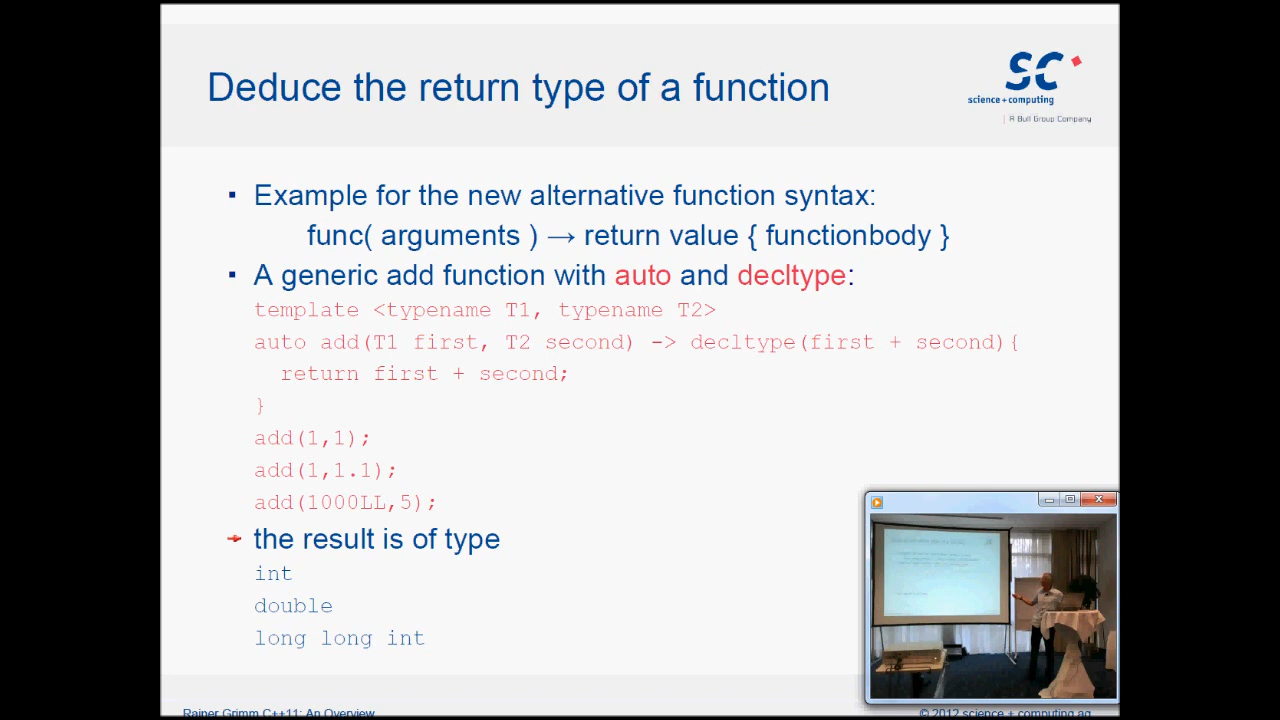 Deduce the return type of a function
SC
science + computing
A Bull Group Company
▪ Example for the new alternative function syntax:
func( arguments ) → return value { functionbody }
▪ A generic add function with auto and decltype:
template <typename T1, typename T2>
auto add(T1 first, T2 second) -> decltype(first + second){
return first + second;
}
add(1,1);
add(1,1.1);
add(1000LL,5);
the result is of type
int
double
long long int
Rainer Grimm C++11: An Overview
© 2012 science + computing ag